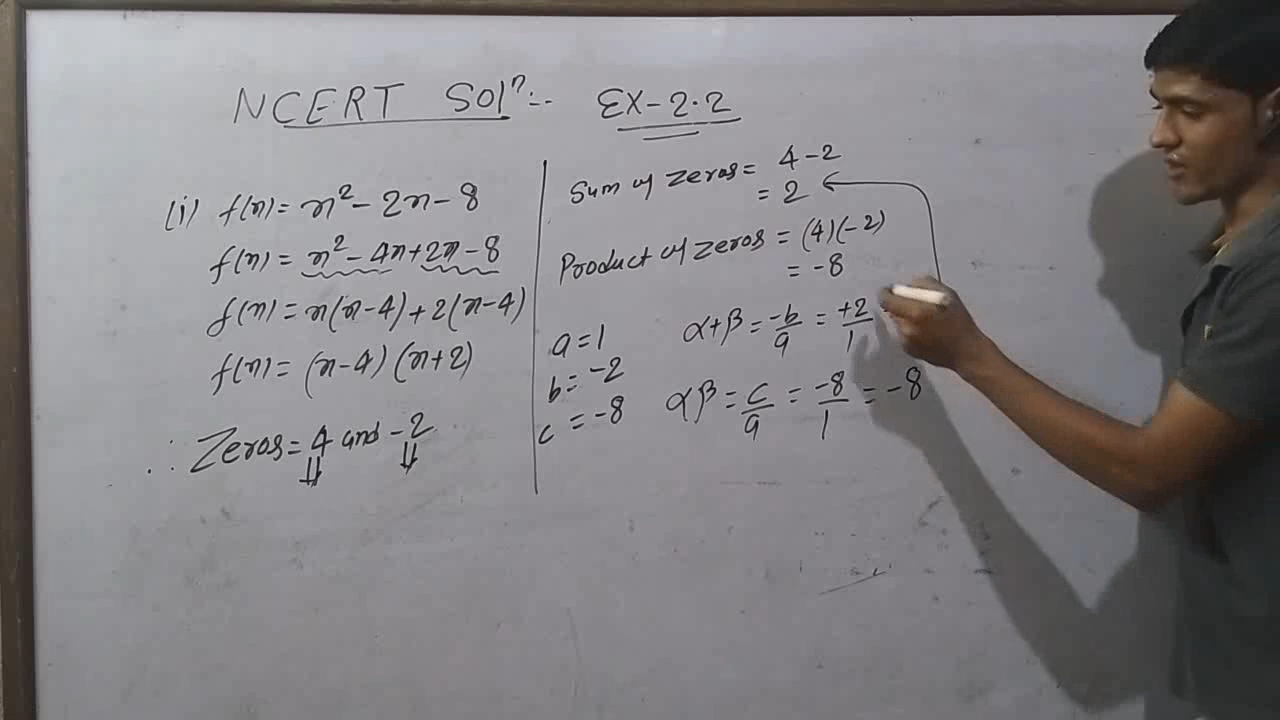 NCERT Solⁿ:-- EX-2.2
(i) f(x) = x² - 2x - 8
f(x) = x² - 4x + 2x - 8
f(x) = x(x-4) + 2(x-4)
f(x) = (x-4) (x+2)
∴ Zeros = 4 and -2
Sum of zeros = 4 - 2
= 2
Product of zeros = (4)(-2)
= -8
a = 1
b = -2
c = -8
α+β = -b/a = +2/1
αβ = c/a = -8/1 = -8